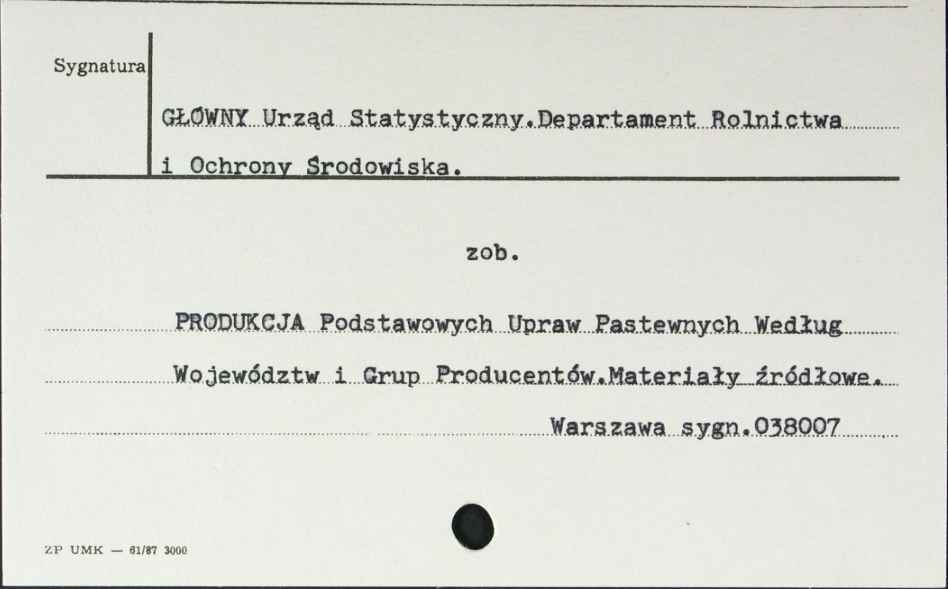 Sygnatura
GŁÓWNY Urząd Statystyczny.Departament Rolnictwa
i Ochrony Środowiska.
zob.
PRODUKCJA Podstawowych Upraw Pastewnych Według
Województw i Grup Producentów.Materiały źródłowe.
Warszawa sygn.038007
ZP UMK — 61/87 3000